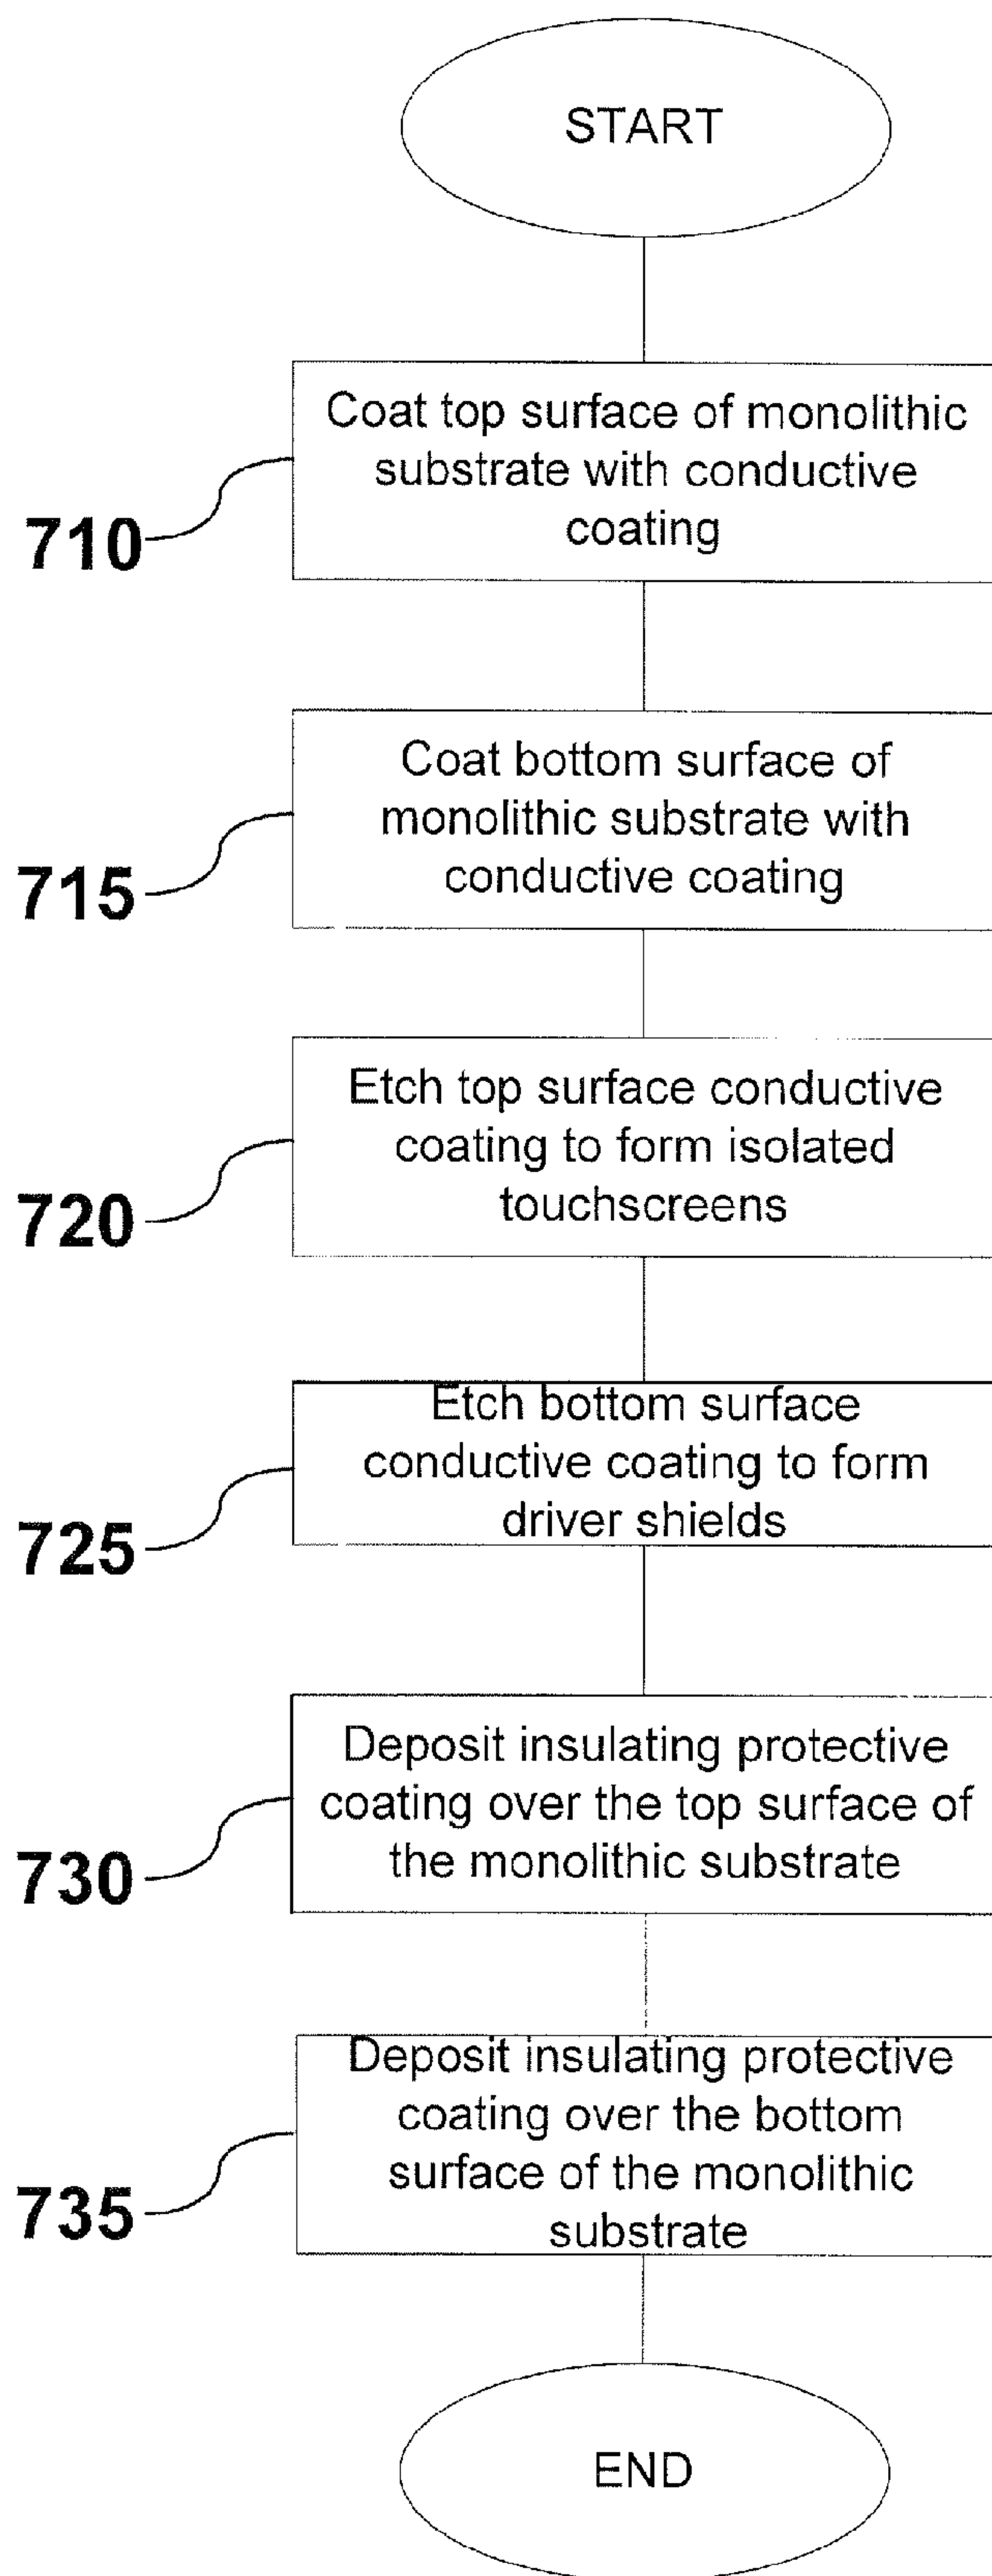 START
Coat top surface of monolithic
substrate with conductive
coating
710
Coat bottom surface of
monolithic substrate with
conductive coating
715
Etch top surface conductive
coating to form isolated
touchscreens
720
Etch bottom surface
conductive coating to form
driver shields
725
Deposit insulating protective
coating over the top surface of
the monolithic substrate
730
Deposit insulating protective
coating over the bottom
surface of the monolithic
substrate
735
END